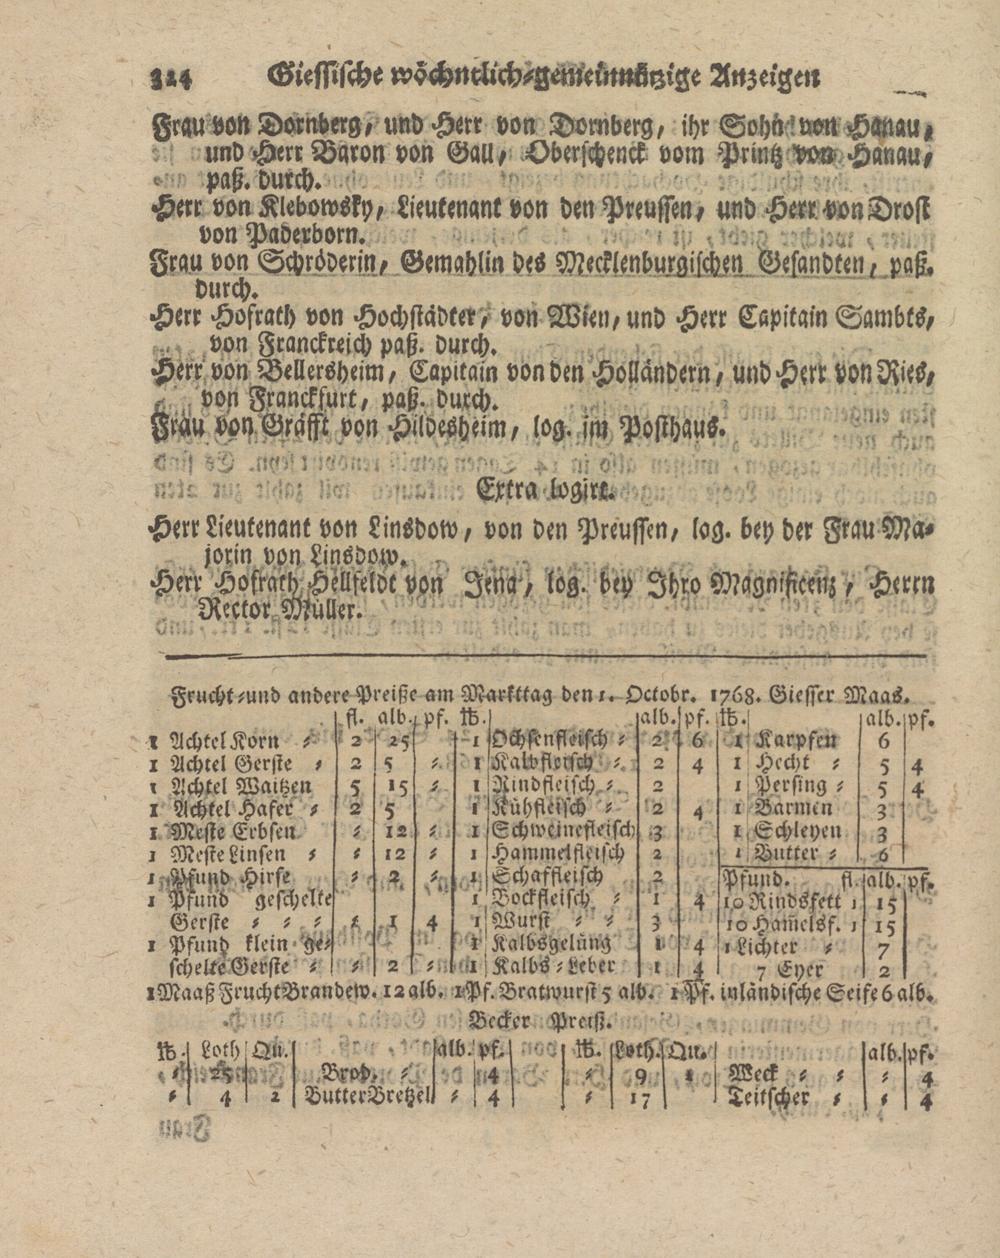 324 Giessische wöchntlich-gemeinnützige Anzeigen
Frau von Dornberg, und Herr von Dornberg, ihr Sohn von Hanau,
und Herr Baron von Gall, Oberschenck vom Printz von Hanau,
paß. durch.
Herr von Klebowsky, Lieutenant von den Preussen, und Herr von Drost
von Paderborn.
Frau von Schröderin, Gemahlin des Mecklenburgischen Gesandten, paß.
durch.
Herr Hofrath von Hochstädter, von Wien, und Herr Capitain Sambts,
von Franckreich paß. durch.
Herr von Bellersheim, Capitain von den Holländern, und Herr von Ries,
von Franckfurt, paß. durch.
Frau von Gräfft von Hildesheim, log. im Posthaus.
Extra logirt.
Herr Lieutenant von Linsdow, von den Preussen, log. bey der Frau Ma-
jorin von Linsdow.
Herr Hofrath Hellfeldt von Jena, log. bey Ihro Magnificenz, Herrn
Rector Müller.
Frucht- und andere Preiße am Markttag den 1. Octobr. 1768. Giesser Maas.
fl. alb. pf. ℔. alb. pf. ℔. alb. pf.
1 Achtel Korn - 2 25 1 Ochsenfleisch - 2 6 1 Karpfen 6
1 Achtel Gerste - 2 5 - 1 Kalbfleisch - 2 4 1 Hecht - 5 4
1 Achtel Waitzen 5 15 - 1 Rindfleisch - 2 1 Persing - 5 4
1 Achtel Hafer - 2 5 1 Kühfleisch - 2 4 1 Barmen 3
1 Meste Erbsen - 12 - 1 Schweinefleisch 3 1 Schleyen 3
1 Meste Linsen - - 12 - 1 Hammelfleisch 2 1 Butter - 6
1 Pfund Hirse - 2 - 1 Schaffleisch 2 Pfund. fl. alb. pf.
1 Pfund geschelte 1 Bockfleisch - 1 4 10 Rindsfett 1 15
Gerste - - - - 1 4 1 Wurst - - 3 10 Ham̅elsf. 1 15
1 Pfund klein ge- 1 Kalbsgelüng 1 4 1 Lichter - 7
schelte Gerste - - 2 - 1 Kalbs-Leber 1 4 7 Eyer 2
1 Maaß Frucht Brandew. 12 alb. 1 Pf. Bratwurst 5 alb. 1 Pf. inländische Seife 6 alb.
Becker Preiß.
℔. Loth Qu. alb. pf. ℔. Loth. Qu. alb. pf.
- 25 Brod. - 4 - 9 1 Weck - - - 4
- 4 2 Butter Bretzel - 4 - 17 Teitscher - - 4